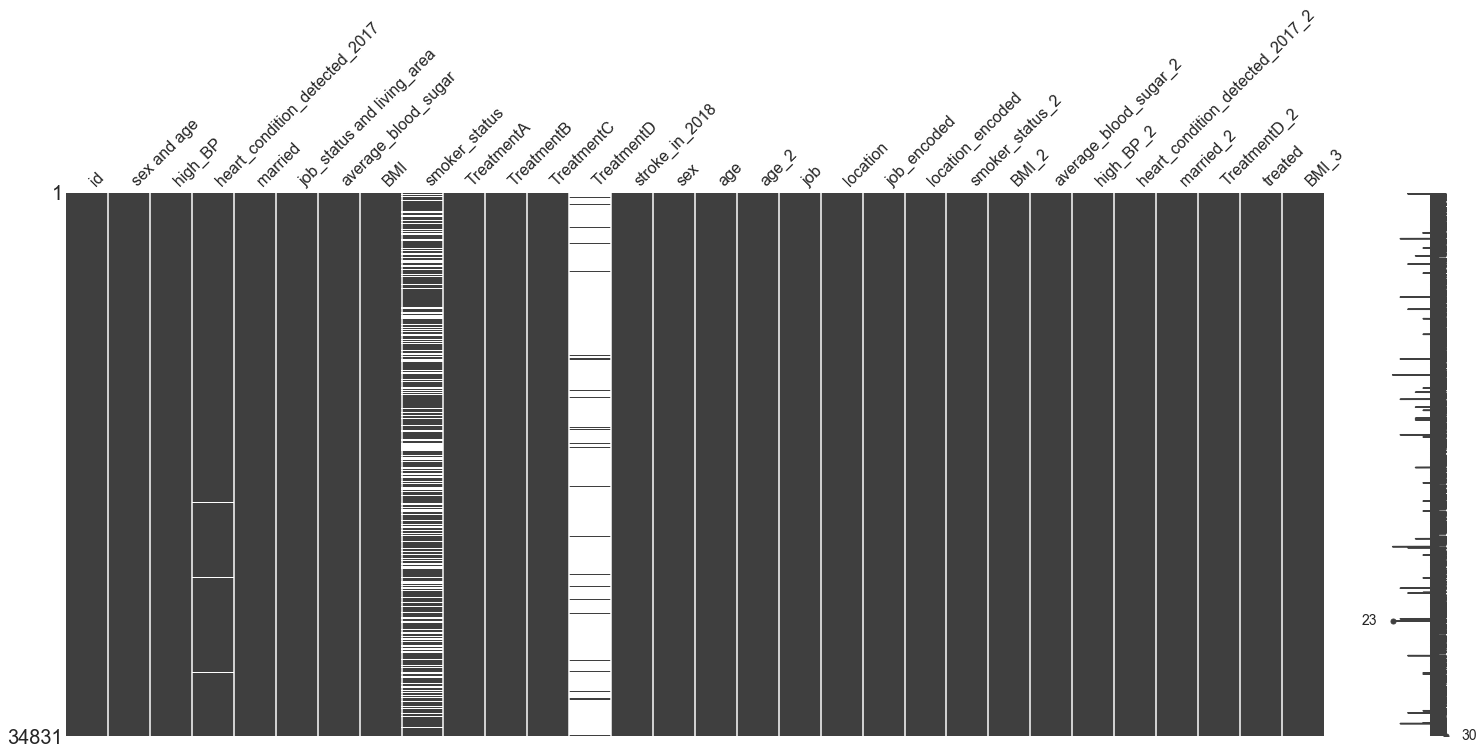 id
sex and age
high_BP
heart_condition_detected_2017
married
job_status and living_area
average_blood_sugar
BMI
smoker_status
TreatmentA
TreatmentB
TreatmentC
TreatmentD
stroke_in_2018
sex
age
age_2
job
location
job_encoded
location_encoded
smoker_status_2
BMI_2
average_blood_sugar_2
high_BP_2
heart_condition_detected_2017_2
married_2
TreatmentD_2
treated
BMI_3
1
23
34831
30